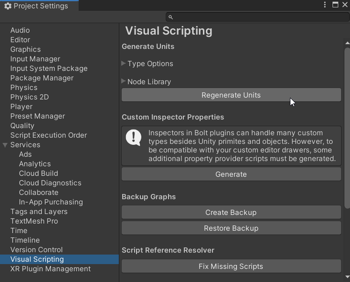 Project Settings
Audio
Editor
Graphics
Input Manager
Input System Package
Package Manager
Physics
Physics 2D
Player
Preset Manager
Quality
Script Execution Order
Services
Ads
Analytics
Cloud Build
Cloud Diagnostics
Collaborate
In-App Purchasing
Tags and Layers
TextMesh Pro
Time
Timeline
Version Control
Visual Scripting
XR Plugin Management
Visual Scripting
Generate Units
Type Options
Node Library
Regenerate Units
Custom Inspector Properties
Inspectors in Bolt plugins can handle many custom
types besides Unity primites and objects. However, to
be compatible with your custom editor drawers, some
additional property provider scripts must be generated.
Generate
Backup Graphs
Create Backup
Restore Backup
Script Reference Resolver
Fix Missing Scripts